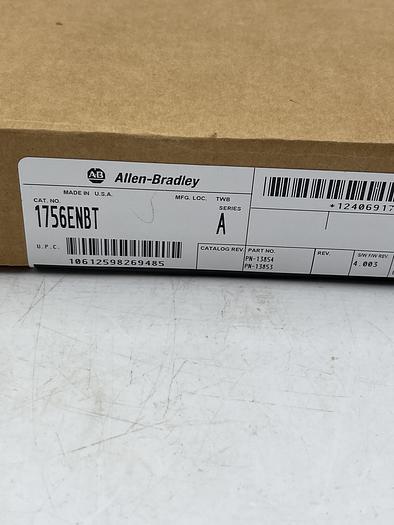 AB Allen-Bradley
MADE IN U.S.A. MFG. LOC. TWB
CAT. NO. SERIES
1756ENBT A
U.P.C.
10612598269485
CATALOG REV. PART NO. REV. S/W F/W REV.
PN-13854
PN-13853 4.003